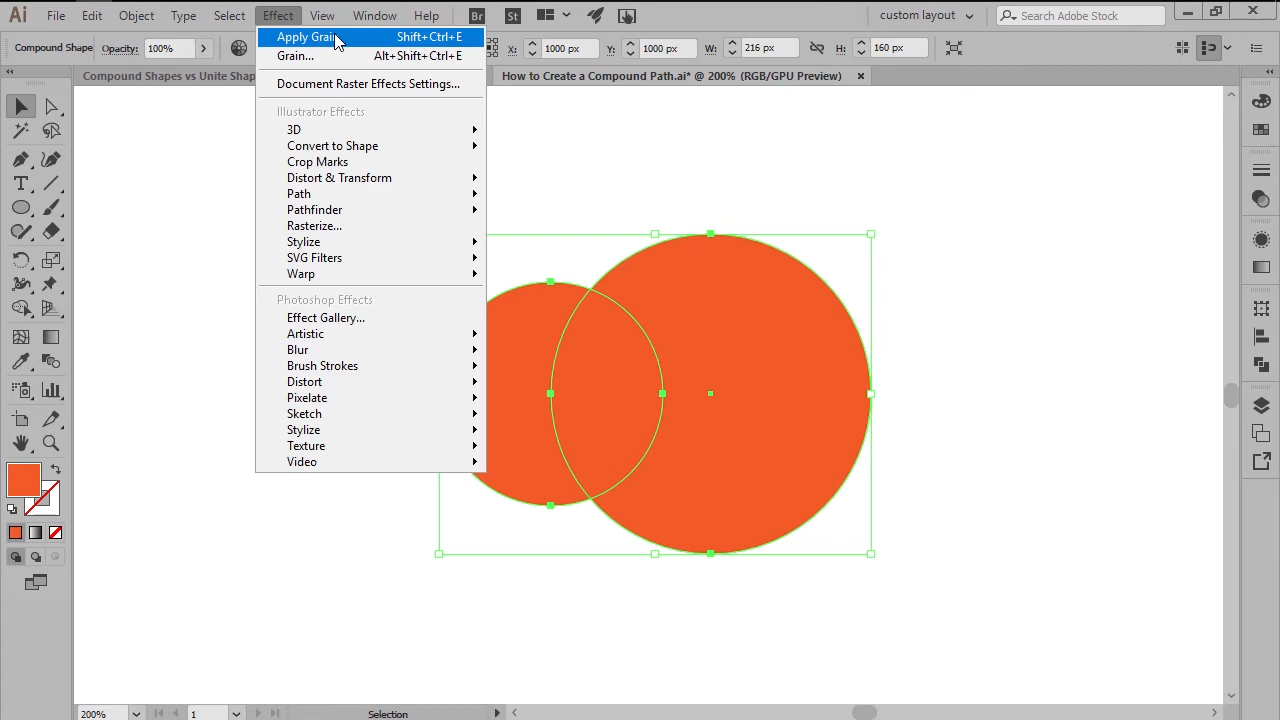 Ai File Edit Object Type Select Effect View Window Help Br St custom layout Search Adobe Stock
Compound Shape Opacity: 100% X: 1000 px Y: 1000 px W: 216 px H: 160 px
Compound Shapes vs Unite Shap How to Create a Compound Path.ai* @ 200% (RGB/GPU Preview) ×
Apply Grain Shift+Ctrl+E
Grain... Alt+Shift+Ctrl+E
Document Raster Effects Settings...
Illustrator Effects
3D
Convert to Shape
Crop Marks
Distort & Transform
Path
Pathfinder
Rasterize...
Stylize
SVG Filters
Warp
Photoshop Effects
Effect Gallery...
Artistic
Blur
Brush Strokes
Distort
Pixelate
Sketch
Stylize
Texture
Video
200% 1 Selection